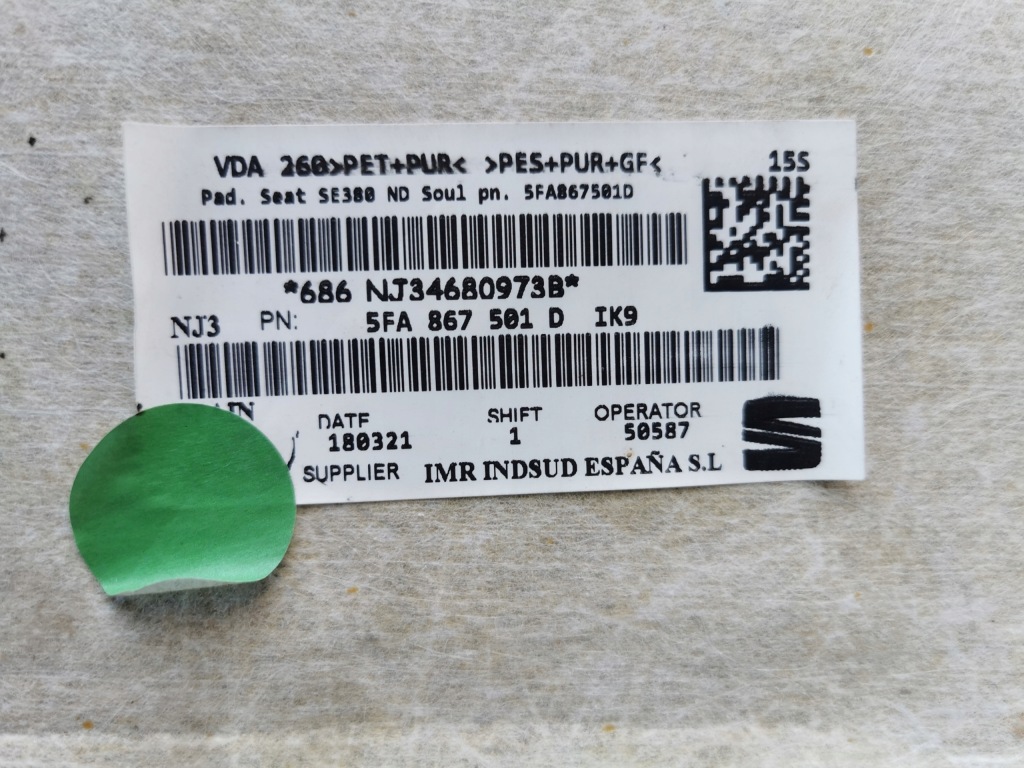 VDA 260>PET+PUR< >PES+PUR+GF< 15S
Pad. Seat SE380 ND Soul pn. 5FA867501D
*686 NJ34680973B*
NJ3 PN: 5FA 867 501 D IK9
DATE SHIFT OPERATOR
180321 1 50587
SUPPLIER IMR INDSUD ESPAÑA S.L